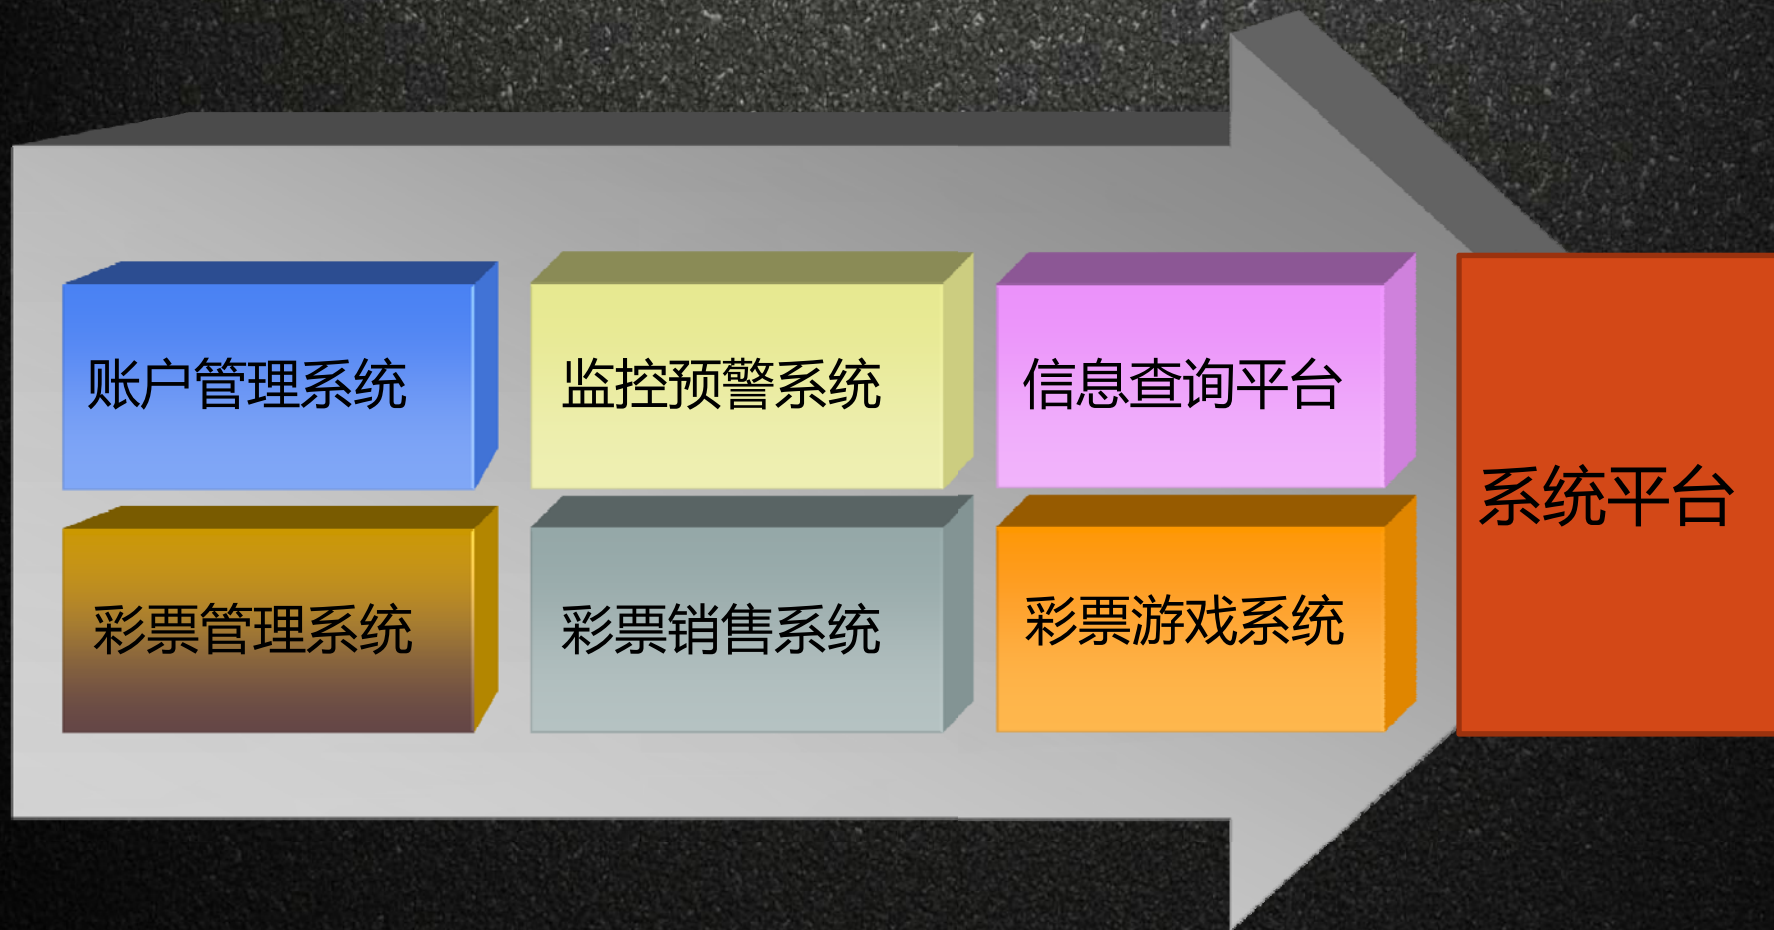 账户管理系统
监控预警系统
信息查询平台
彩票管理系统
彩票销售系统
彩票游戏系统
系统平台